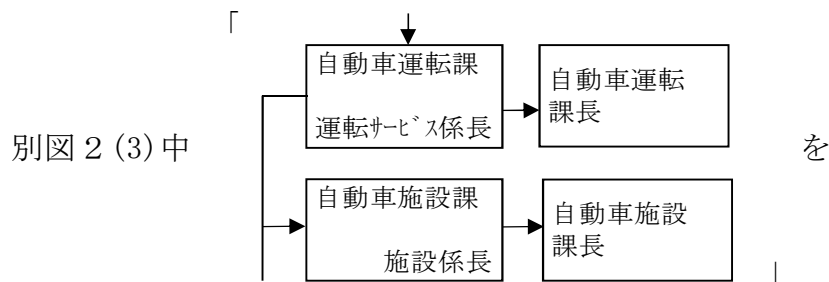 「
自動車運転課
運転ｻｰﾋﾞｽ係長
自動車運転
課長
別図２(3)中
を
自動車施設課
施設係長
自動車施設
課長
」